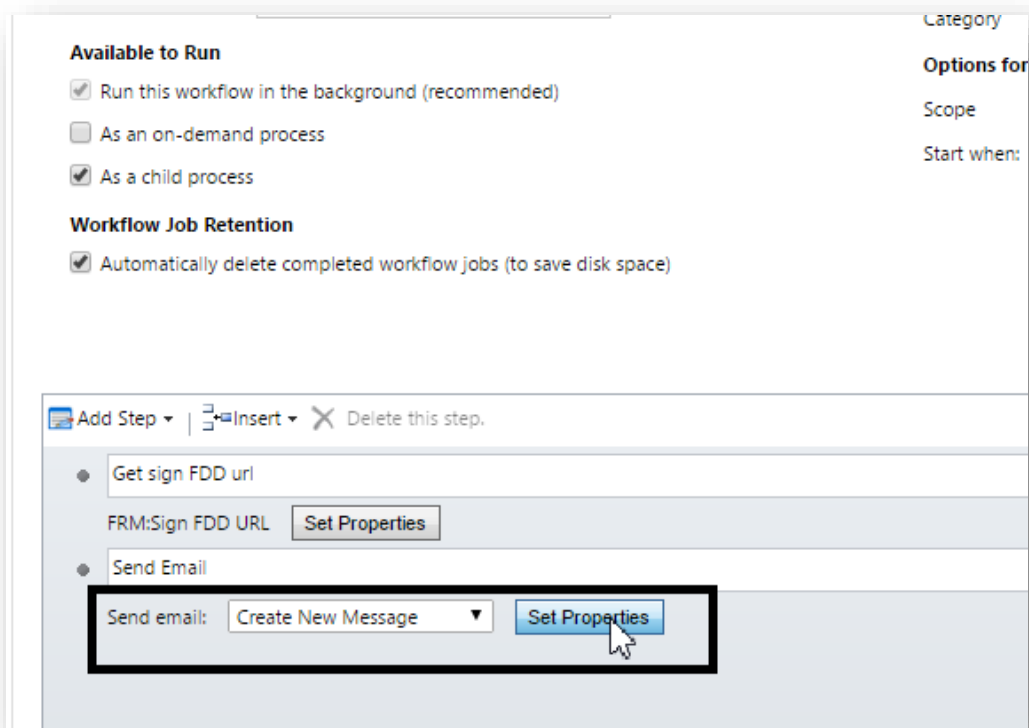 Category
Available to Run
Options for
Run this workflow in the background (recommended)
Scope
As an on-demand process
Start when:
As a child process
Workflow Job Retention
Automatically delete completed workflow jobs (to save disk space)
Add Step | Insert Delete this step.
Get sign FDD url
FRM:Sign FDD URL Set Properties
Send Email
Send email: Create New Message Set Properties